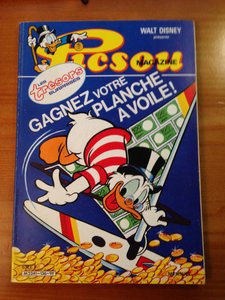 WALT DISNEY
présente
Picsou
MAGAZINE
LES
trésors
GAGNEZ VOTRE
PLANCHE
A VOILE!